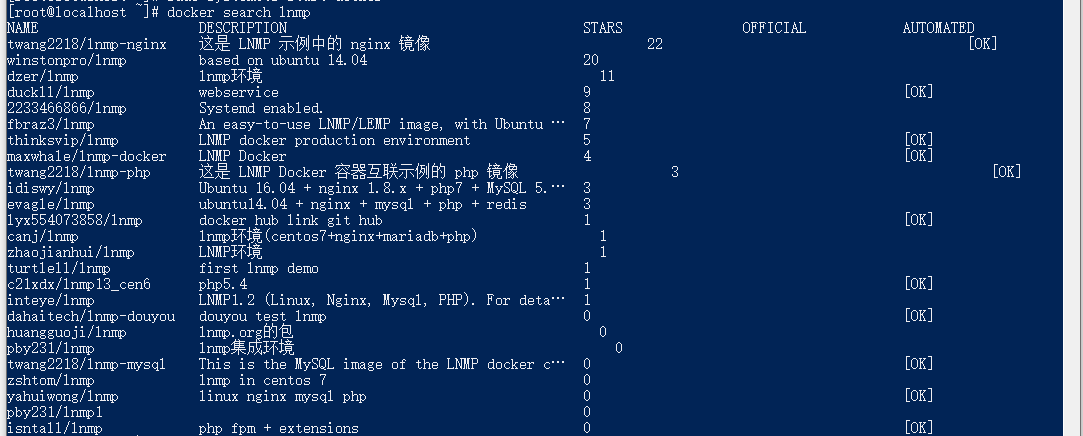 [root@localhost ~]# docker search lnmp
NAME DESCRIPTION STARS OFFICIAL AUTOMATED
twang2218/lnmp-nginx 这是 LNMP 示例中的 nginx 镜像 22 [OK]
winstonpro/lnmp based on ubuntu 14.04 20
dzer/lnmp lnmp环境 11
duckll/lnmp webservice 9 [OK]
2233466866/lnmp Systemd enabled. 8
fbraz3/lnmp An easy-to-use LNMP/LEMP image, with Ubuntu … 7
thinksvip/lnmp LNMP docker production environment 5 [OK]
maxwhale/lnmp-docker LNMP Docker 4 [OK]
twang2218/lnmp-php 这是 LNMP Docker 容器互联示例的 php 镜像 3 [OK]
idiswy/lnmp Ubuntu 16.04 + nginx 1.8.x + php7 + MySQL 5.… 3
evagle/lnmp ubuntu14.04 + nginx + mysql + php + redis 3
lyx554073858/lnmp docker hub link git hub 1 [OK]
canj/lnmp lnmp环境(centos7+nginx+mariadb+php) 1
zhaojianhui/lnmp LNMP环境 1
turtlell/lnmp first lnmp demo 1
c21xdx/lnmp13_cen6 php5.4 1 [OK]
inteye/lnmp LNMP1.2 (Linux, Nginx, Mysql, PHP). For deta… 1 [OK]
dahaitech/lnmp-douyou douyou test lnmp 0 [OK]
huangguoji/lnmp lnmp.org的包 0
pby231/lnmp lnmp集成环境 0
twang2218/lnmp-mysql This is the MySQL image of the LNMP docker c… 0 [OK]
zshtom/lnmp lnmp in centos 7 0 [OK]
yahuiwong/lnmp linux nginx mysql php 0 [OK]
pby231/lnmp1 0
isntall/lnmp php fpm + extensions 0 [OK]